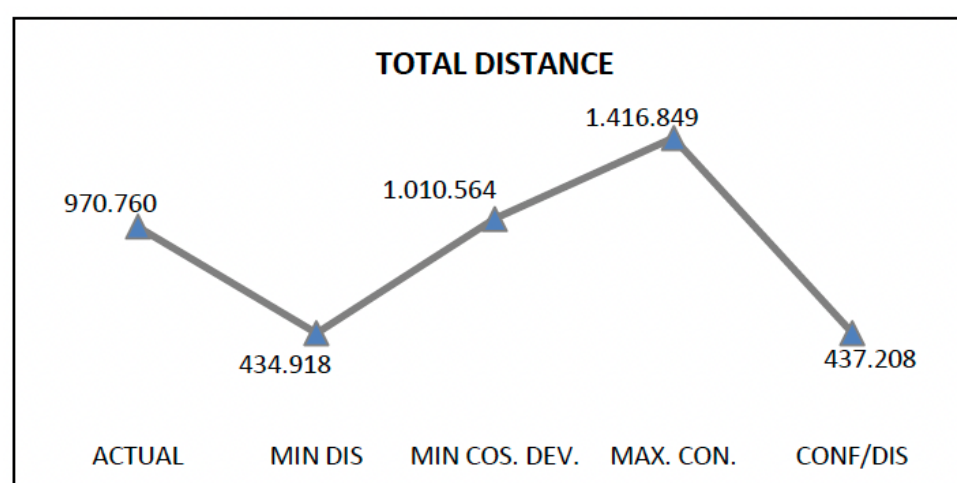 TOTAL DISTANCE
1.416.849
1.010.564
970.760
434.918
437.208
ACTUAL MIN DIS MIN COS. DEV. MAX. CON. CONF/DIS